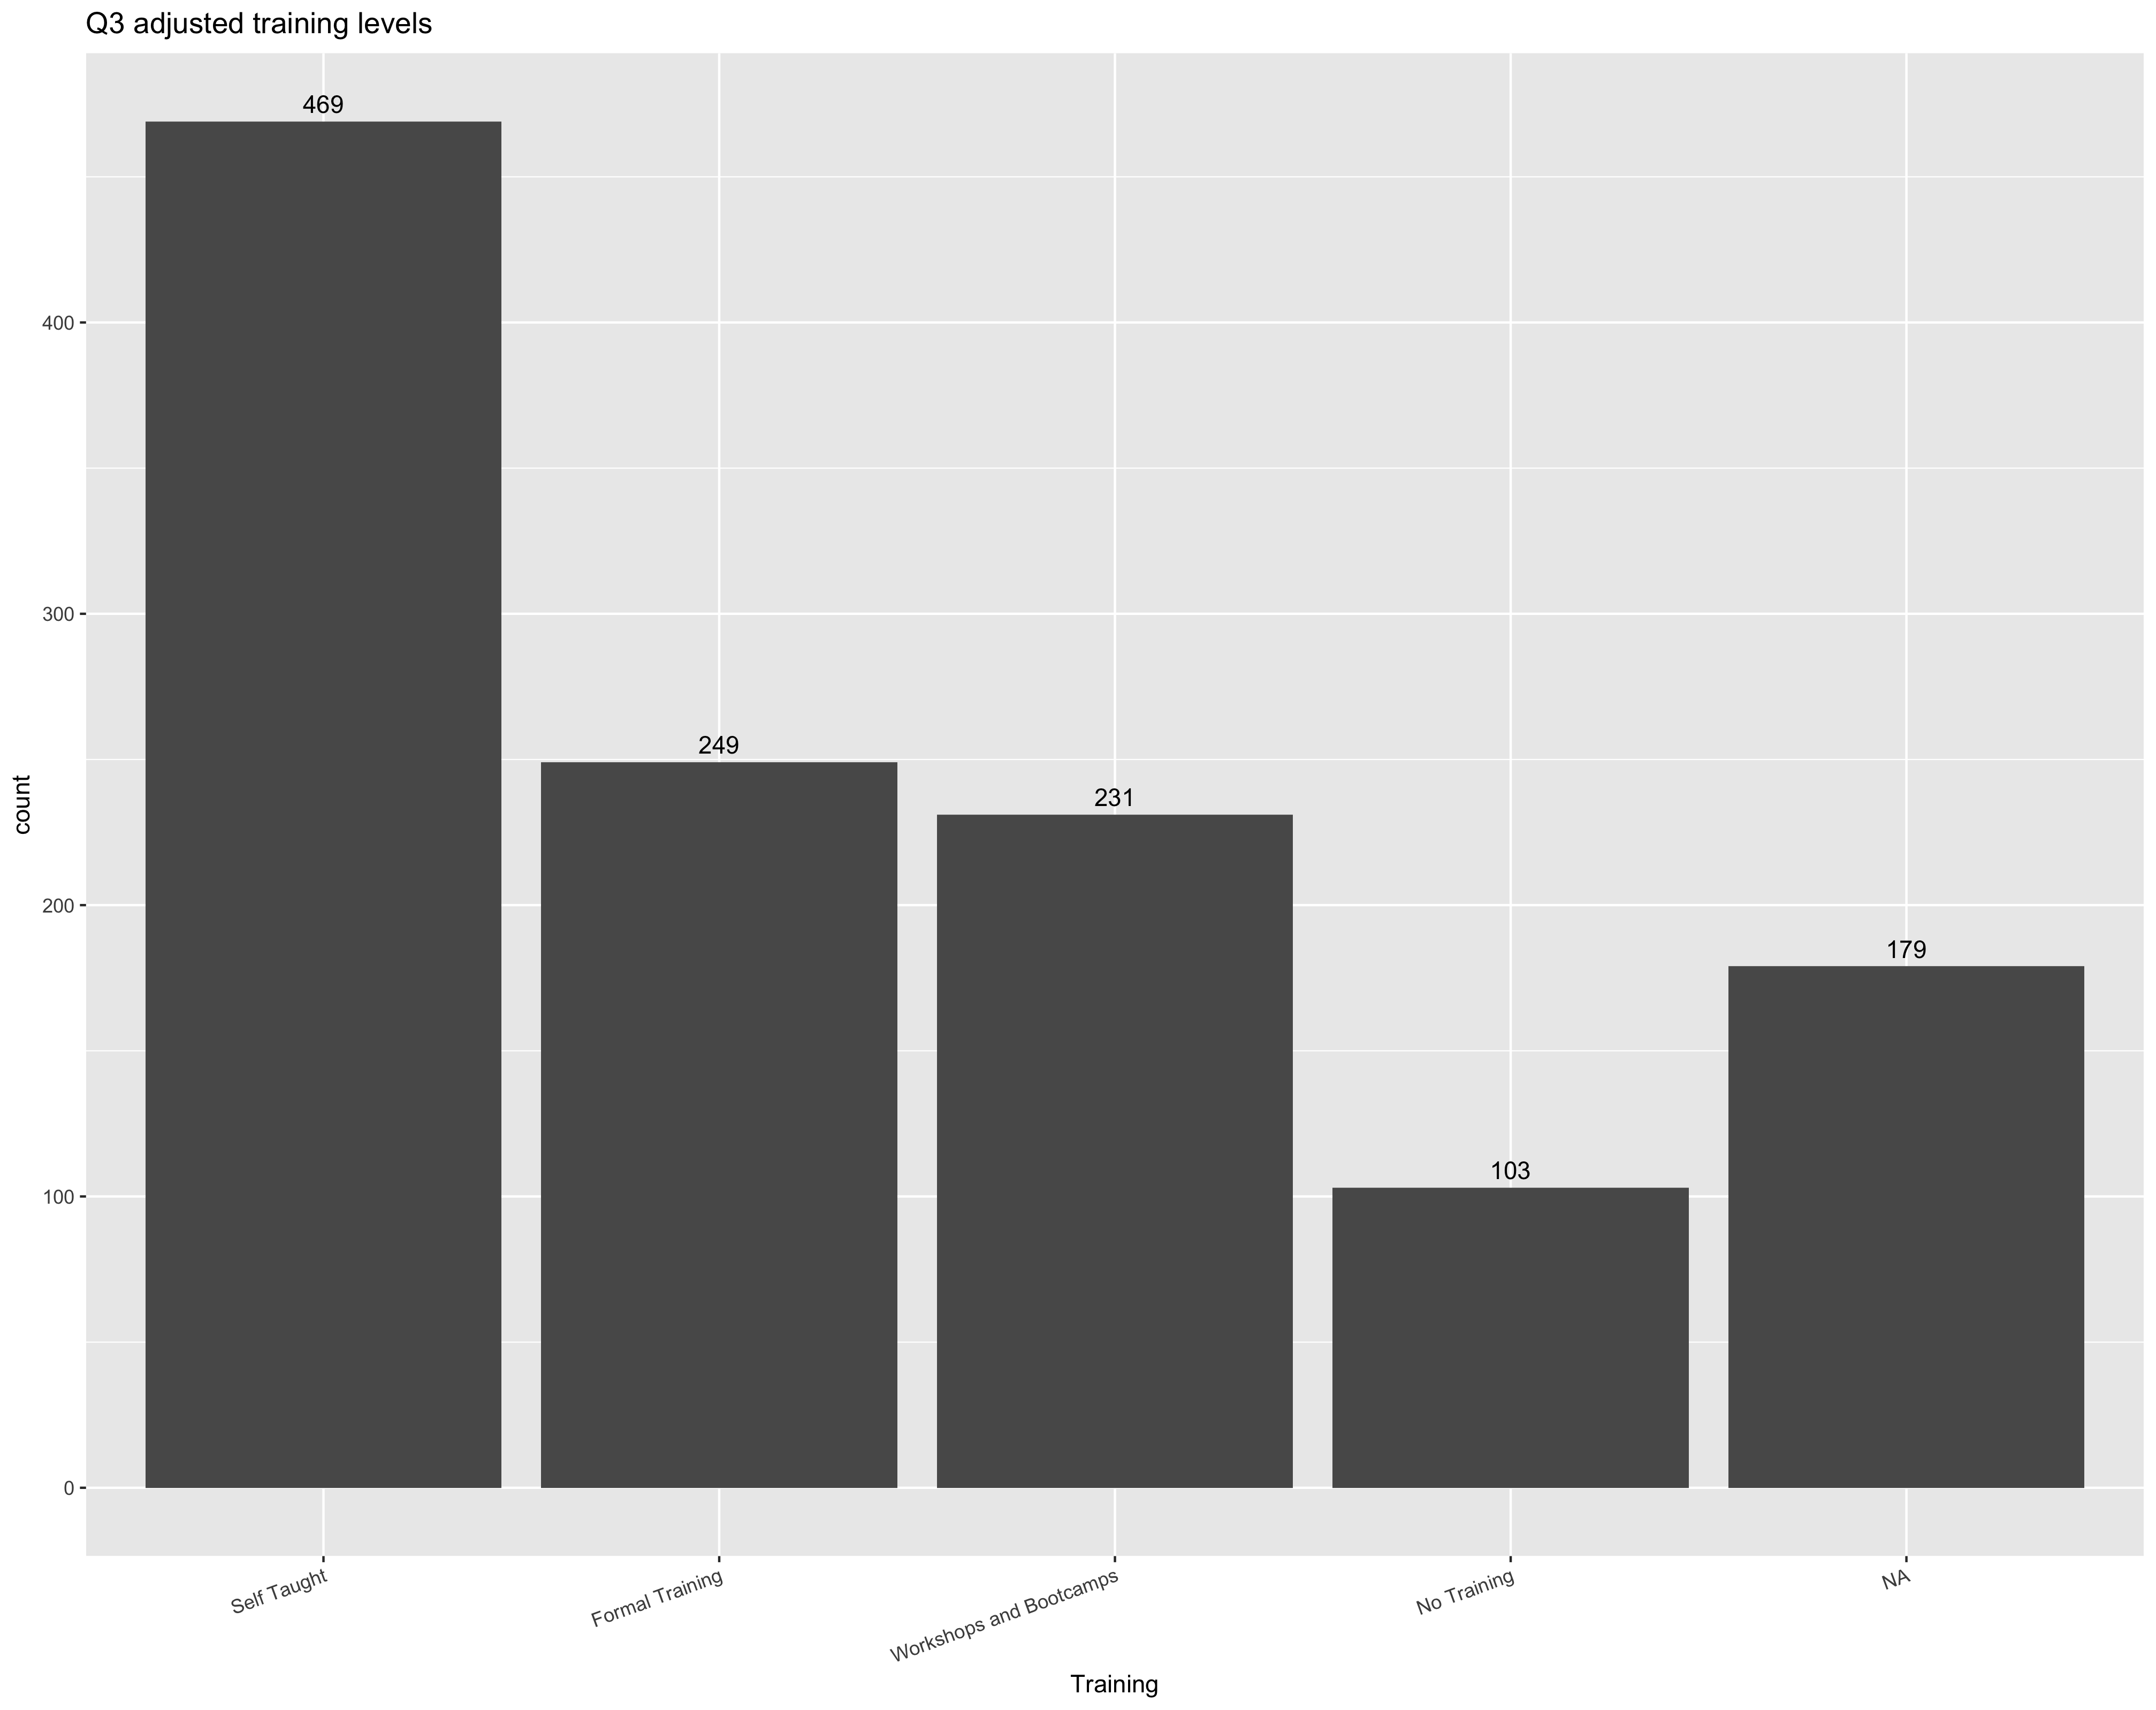 Q3 adjusted training levels
469
249
231
103
179
400
300
200
100
0
count
Self Taught
Formal Training
Workshops and Bootcamps
No Training
NA
Training